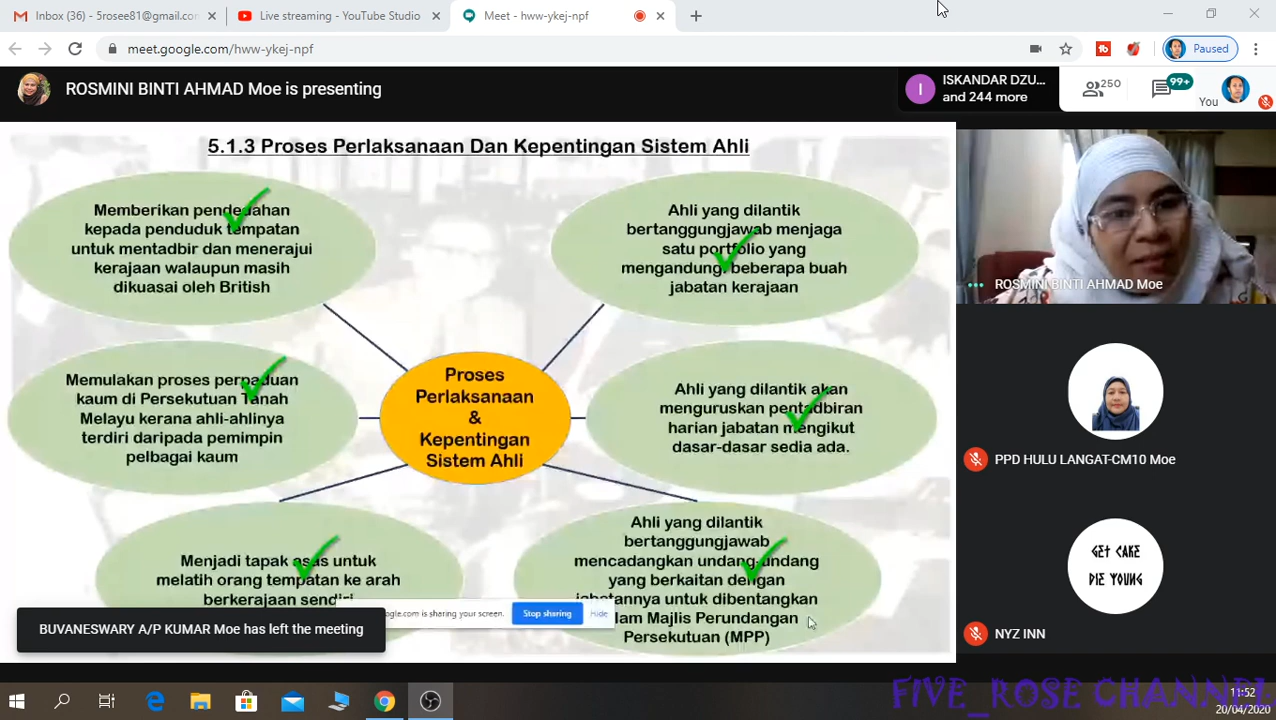 Inbox (36) - 5rosee81@gmail.co
Live streaming - YouTube Studio
Meet - hww-ykej-npf
meet.google.com/hww-ykej-npf
Paused
ROSMINI BINTI AHMAD Moe is presenting
I
ISKANDAR DZU...
and 244 more
250
99+
You
5.1.3 Proses Perlaksanaan Dan Kepentingan Sistem Ahli
Memberikan pendedahan
kepada penduduk tempatan
untuk mentadbir dan menerajui
kerajaan walaupun masih
dikuasai oleh British
Ahli yang dilantik
bertanggungjawab menjaga
satu portfolio yang
mengandungi beberapa buah
jabatan kerajaan
Memulakan proses perpaduan
kaum di Persekutuan Tanah
Melayu kerana ahli-ahlinya
terdiri daripada pemimpin
pelbagai kaum
Proses
Perlaksanaan
&
Kepentingan
Sistem Ahli
Ahli yang dilantik akan
menguruskan pentadbiran
harian jabatan mengikut
dasar-dasar sedia ada.
Menjadi tapak asas untuk
melatih orang tempatan ke arah
berkerajaan sendiri
Ahli yang dilantik
bertanggungjawab
mencadangkan undang-undang
yang berkaitan dengan
jabatannya untuk dibentangkan
lam Majlis Perundangan
Persekutuan (MPP)
ogle.com is sharing your screen.
Stop sharing
Hide
BUVANESWARY A/P KUMAR Moe has left the meeting
ROSMINI BINTI AHMAD Moe
PPD HULU LANGAT-CM10 Moe
GET CAKE
DIE YOUNG
NYZ INN
FIVE_ROSE CHANNEL
11:52
20/04/2020